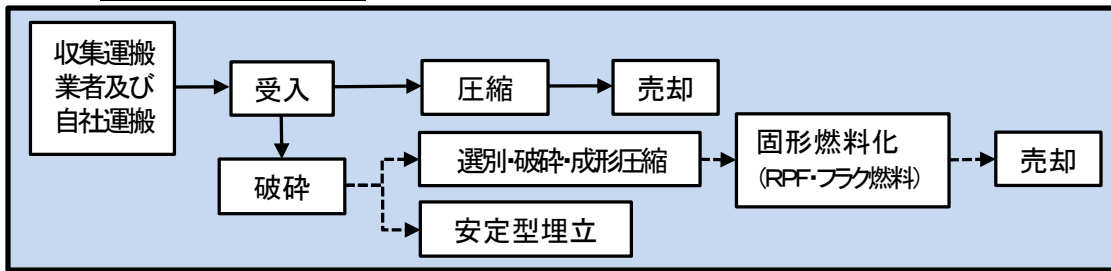 収集運搬
業者及び
自社運搬
受入
圧縮
売却
破砕
選別・破砕・成形圧縮
安定型埋立
固形燃料化
(RPF・フラク燃料)
売却